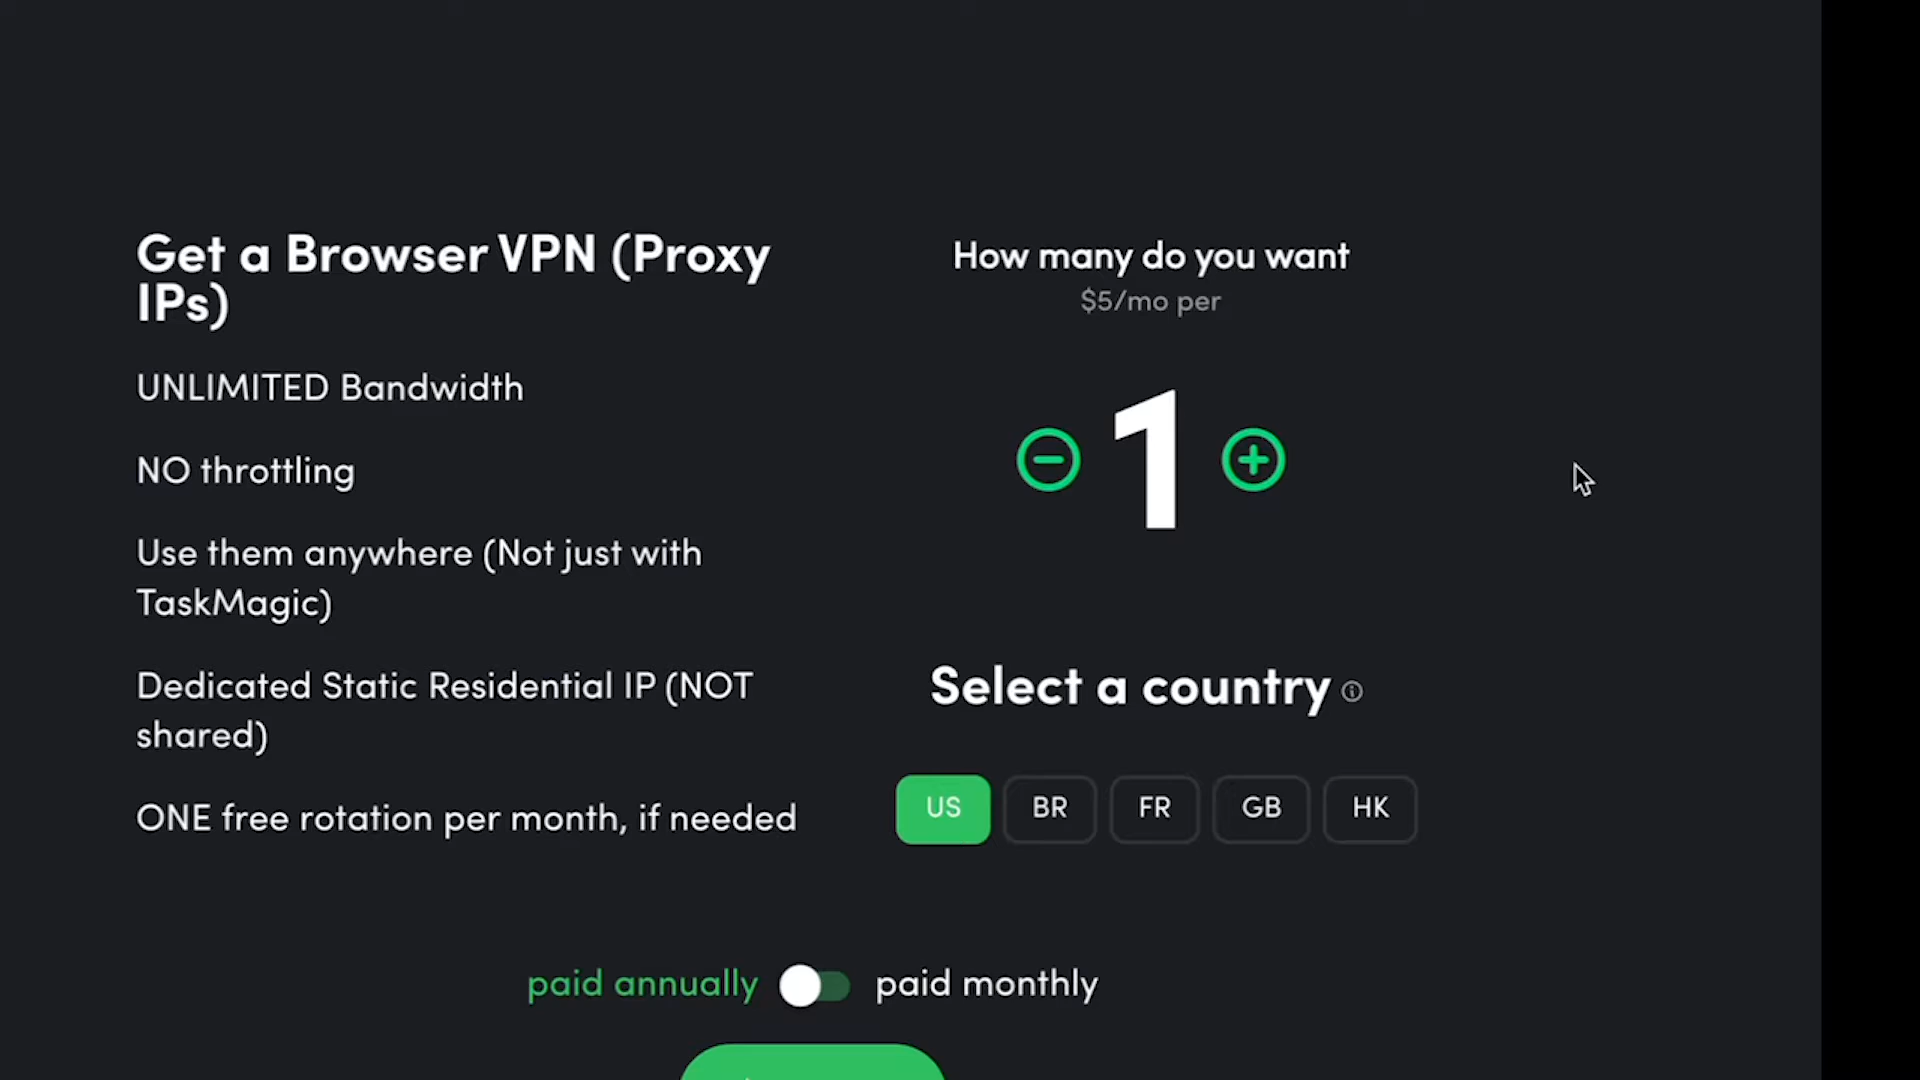 Get a Browser VPN (Proxy
IPs)
UNLIMITED Bandwidth
NO throttling
Use them anywhere (Not just with
TaskMagic)
Dedicated Static Residential IP (NOT
shared)
ONE free rotation per month, if needed
How many do you want
$5/mo per
1
Select a country
US BR FR GB HK
paid annually paid monthly